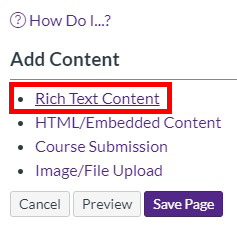 How Do I...?
Add Content
Rich Text Content
HTML/Embedded Content
Course Submission
Image/File Upload
Cancel Preview Save Page